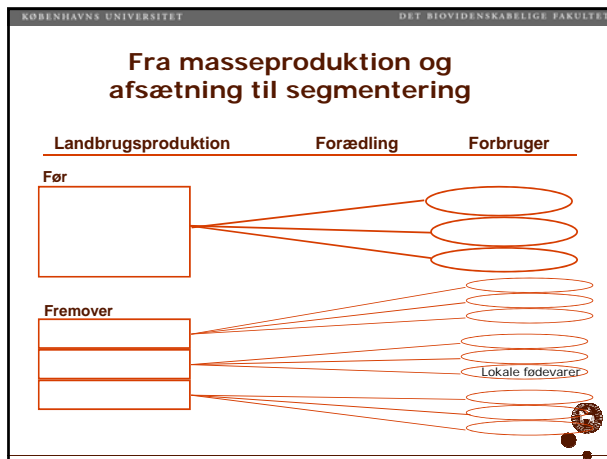 KØBENHAVNS UNIVERSITET DET BIOVIDENSKABELIGE FAKULTET
Fra masseproduktion og
afsætning til segmentering
Landbrugsproduktion Forædling Forbruger
Før
Fremover
Lokale fødevarer